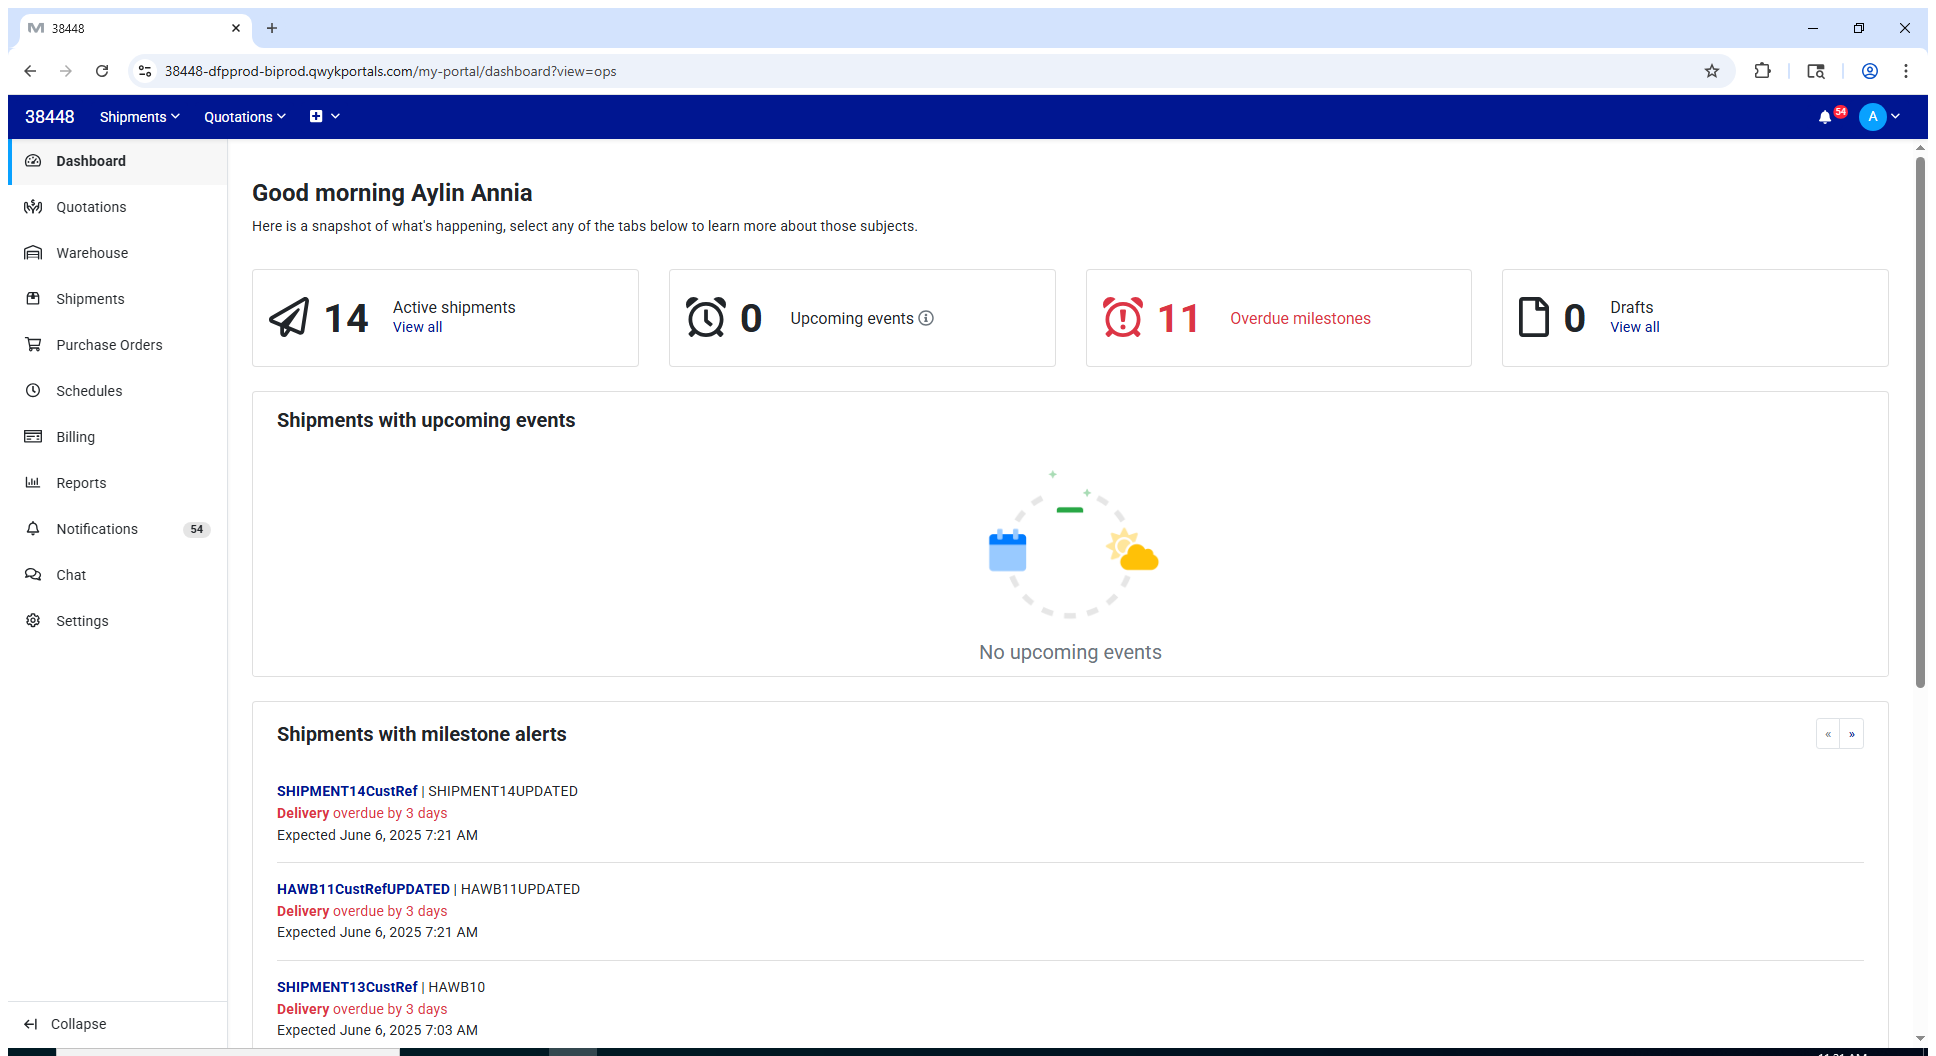 38448
38448-dfpprod-biprod.qwykportals.com/my-portal/dashboard?view=ops
38448 Shipments Quotations 54 A
Dashboard
Quotations
Warehouse
Shipments
Purchase Orders
Schedules
Billing
Reports
Notifications 54
Chat
Settings
Collapse
Good morning Aylin Annia
Here is a snapshot of what's happening, select any of the tabs below to learn more about those subjects.
14 Active shipments
View all
0 Upcoming events
11 Overdue milestones
0 Drafts
View all
Shipments with upcoming events
No upcoming events
Shipments with milestone alerts
« »
SHIPMENT14CustRef | SHIPMENT14UPDATED
Delivery overdue by 3 days
Expected June 6, 2025 7:21 AM
HAWB11CustRefUPDATED | HAWB11UPDATED
Delivery overdue by 3 days
Expected June 6, 2025 7:21 AM
SHIPMENT13CustRef | HAWB10
Delivery overdue by 3 days
Expected June 6, 2025 7:03 AM